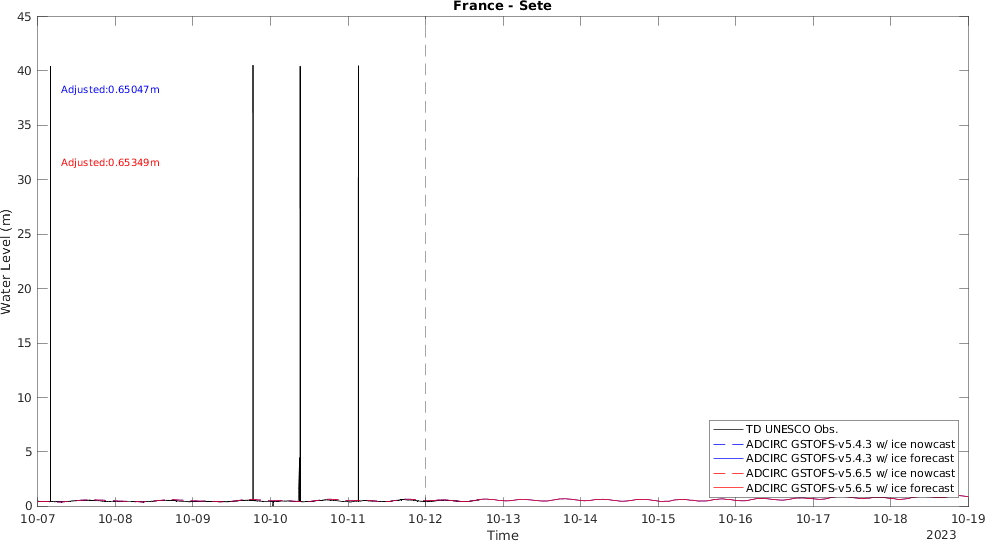 France - Sete
45
40
35
30
25
20
15
10
5
0
Water Level (m)
Adjusted:0.65047m
Adjusted:0.65349m
TD UNESCO Obs.
ADCIRC GSTOFS-v5.4.3 w/ ice nowcast
ADCIRC GSTOFS-v5.4.3 w/ ice forecast
ADCIRC GSTOFS-v5.6.5 w/ ice nowcast
ADCIRC GSTOFS-v5.6.5 w/ ice forecast
10-07 10-08 10-09 10-10 10-11 10-12 10-13 10-14 10-15 10-16 10-17 10-18 10-19
Time
2023